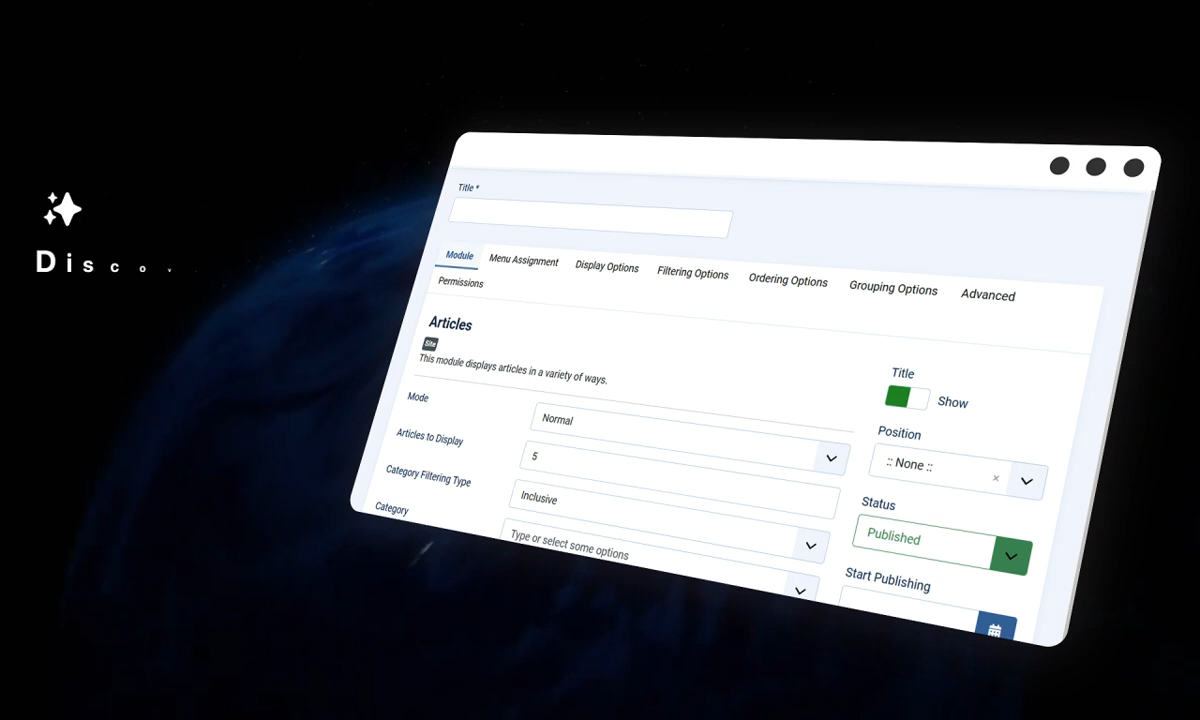 Discov
Title *
Module Menu Assignment Display Options Filtering Options Ordering Options Grouping Options Advanced
Permissions
Articles
Site
This module displays articles in a variety of ways.
Mode
Normal
Articles to Display
5
Category Filtering Type
Inclusive
Category
Type or select some options
Title
Show
Position
:: None ::
Status
Published
Start Publishing